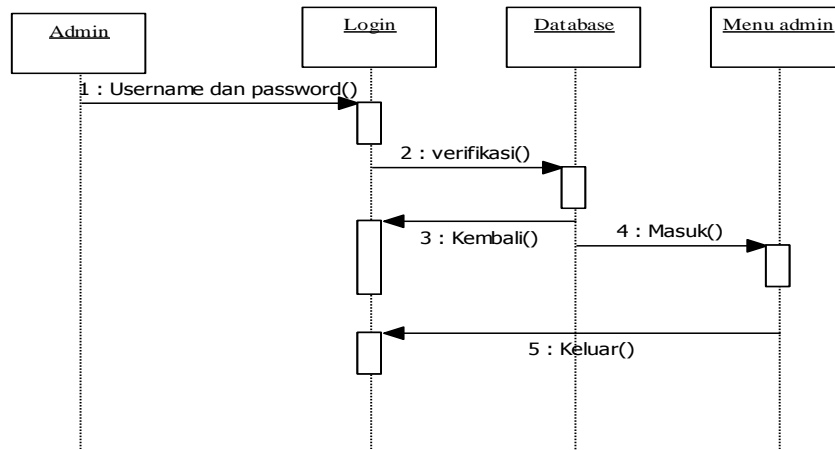 Admin
Login
Database
Menu admin
1 : Username dan password()
2 : verifikasi()
3 : Kembali()
4 : Masuk()
5 : Keluar()